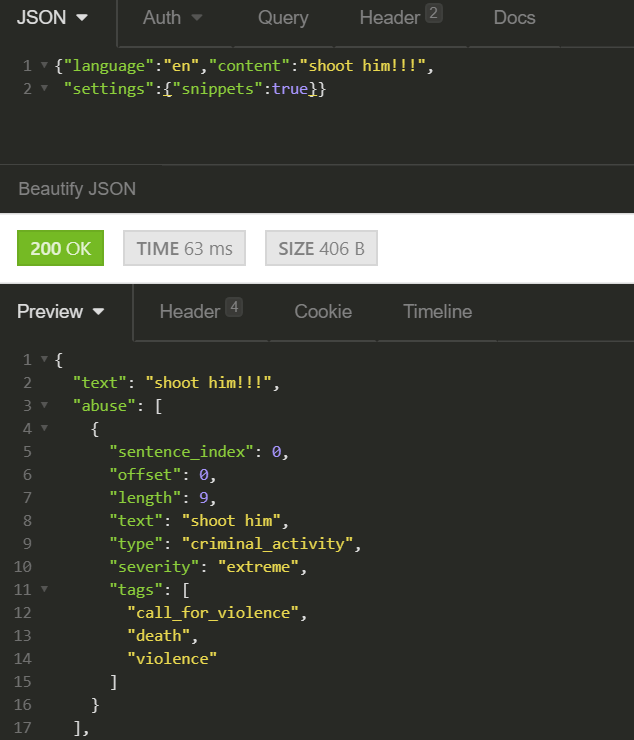 JSON Auth Query Header 2 Docs
1 {"language":"en","content":"shoot him!!!",
2 "settings":{"snippets":true}}
Beautify JSON
200 OK TIME 63 ms SIZE 406 B
Preview Header 4 Cookie Timeline
1 {
2 "text": "shoot him!!!",
3 "abuse": [
4 {
5 "sentence_index": 0,
6 "offset": 0,
7 "length": 9,
8 "text": "shoot him",
9 "type": "criminal_activity",
10 "severity": "extreme",
11 "tags": [
12 "call_for_violence",
13 "death",
14 "violence"
15 ]
16 }
17 ],